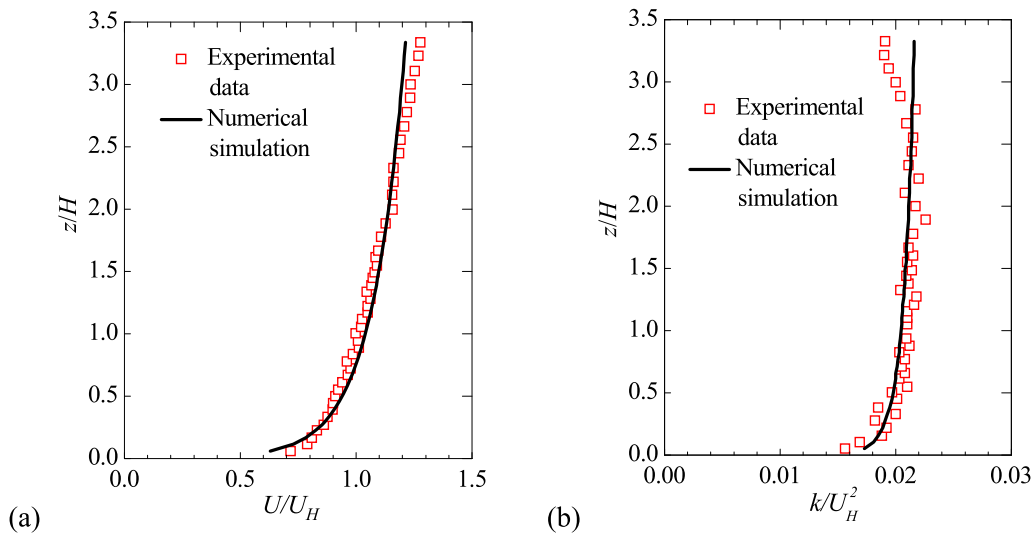 3.5
3.0
2.5
2.0
1.5
1.0
0.5
0.0
z/H
Experimental
data
Numerical
simulation
0.0 0.5 1.0 1.5
U/U_H
(a)
3.5
3.0
2.5
2.0
1.5
1.0
0.5
0.0
z/H
Experimental
data
Numerical
simulation
0.00 0.01 0.02 0.03
k/U_H^2
(b)